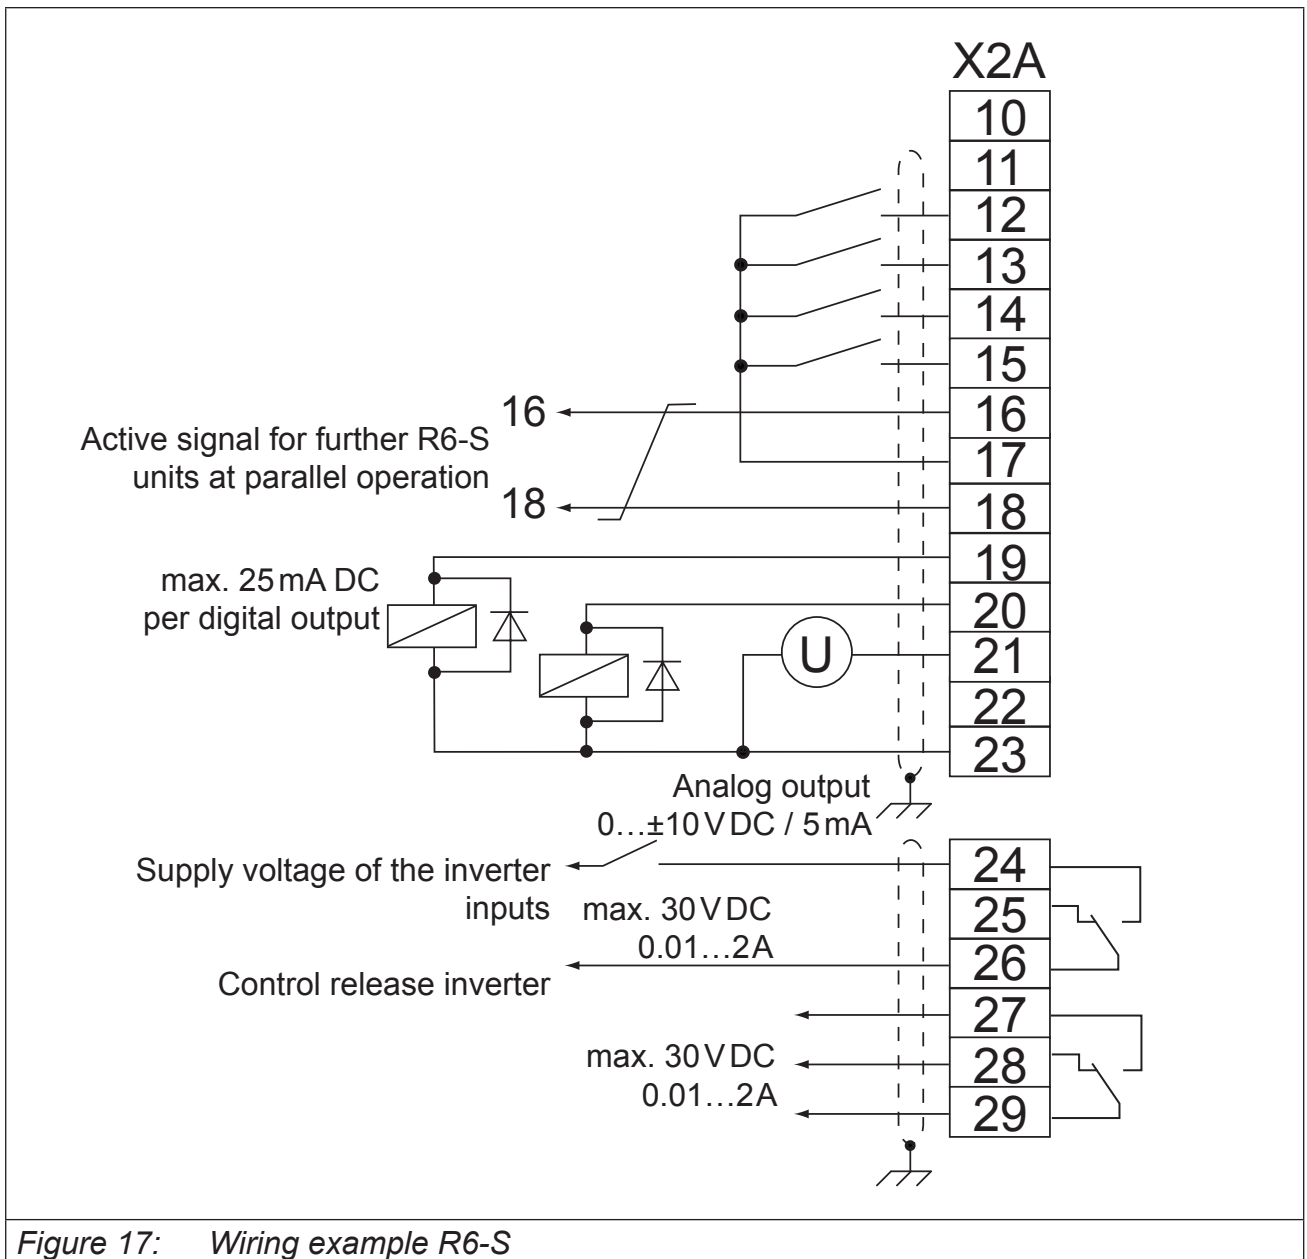 X2A
10
11
12
13
14
15
16
16
Active signal for further R6-S
units at parallel operation
17
18
18
19
max. 25 mA DC
per digital output
20
U
21
22
23
Analog output
0…±10 V DC / 5 mA
Supply voltage of the inverter
inputs
24
max. 30 V DC
0.01…2 A
25
Control release inverter
26
27
max. 30 V DC
0.01…2 A
28
29
Figure 17: Wiring example R6-S